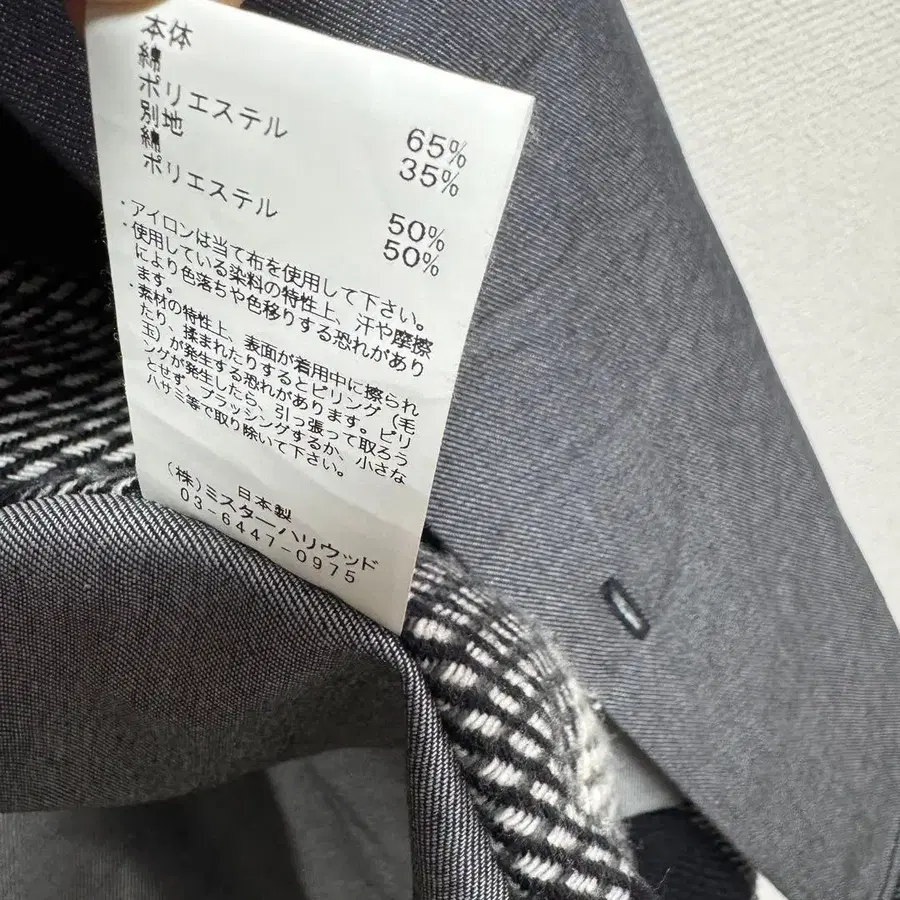 本体
綿 65%
ポリエステル 35%
別地
綿 50%
ポリエステル 50%
・アイロンは当て布を使用して下さい。
・使用している染料の特性上、汗や摩擦
により色落ちや色移りする恐れがあり
ます。
・素材の特性上、表面が着用中に擦られ
たり、揉まれたりするとピリング（毛
玉）が発生する恐れがあります。ピリ
ングが発生したら、引っ張って取ろう
とせず、ブラッシングするか、小さな
ハサミ等で取り除いて下さい。
日本製
（株）ミスターハリウッド
03-6447-0975